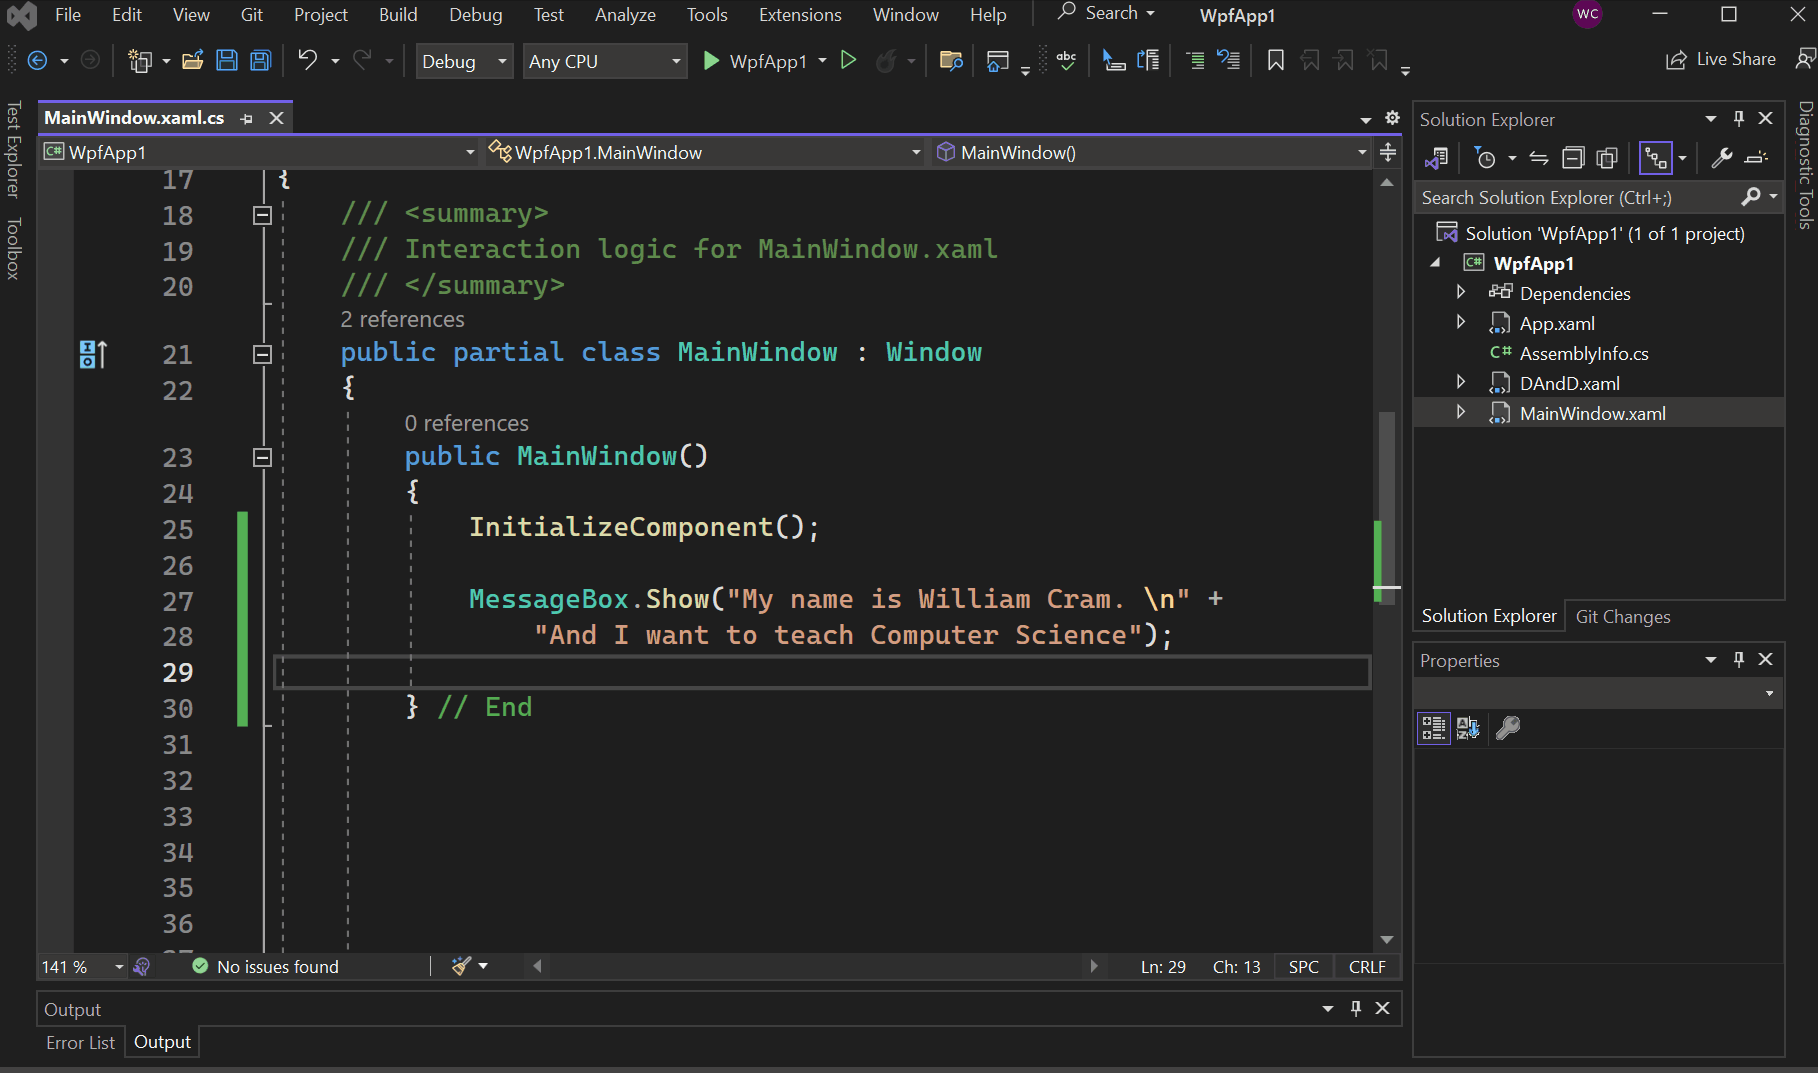 File Edit View Git Project Build Debug Test Analyze Tools Extensions Window Help Search WpfApp1 WC
Debug Any CPU WpfApp1 abc Live Share
Test Explorer
Toolbox
MainWindow.xaml.cs
C# WpfApp1 WpfApp1.MainWindow MainWindow()
17 {
18 /// <summary>
19 /// Interaction logic for MainWindow.xaml
20 /// </summary>
2 references
21 public partial class MainWindow : Window
22 {
0 references
23 public MainWindow()
24 {
25 InitializeComponent();
26
27 MessageBox.Show("My name is William Cram. \n" +
28 "And I want to teach Computer Science");
29
30 } // End
31
32
33
34
35
36
141 % No issues found Ln: 29 Ch: 13 SPC CRLF
Output
Error List Output
Solution Explorer
Search Solution Explorer (Ctrl+;)
Solution 'WpfApp1' (1 of 1 project)
C# WpfApp1
Dependencies
App.xaml
C# AssemblyInfo.cs
DAndD.xaml
MainWindow.xaml
Solution Explorer Git Changes
Properties
Diagnostic Tools